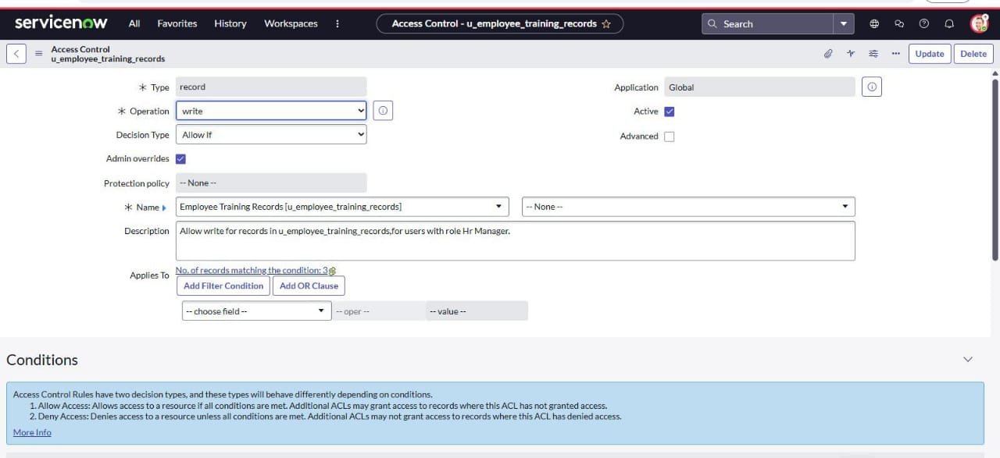 servicenow All Favorites History Workspaces Access Control - u_employee_training_records Search
Access Control
u_employee_training_records Update Delete
Type record Application Global
Operation write Active
Decision Type Allow If Advanced
Admin overrides
Protection policy -- None --
Name Employee Training Records [u_employee_training_records] -- None --
Description Allow write for records in u_employee_training_records,for users with role Hr Manager.
Applies To No. of records matching the condition: 3
Add Filter Condition Add OR Clause
-- choose field -- -- oper -- -- value --
Conditions
Access Control Rules have two decision types, and these types will behave differently depending on conditions.
1. Allow Access: Allows access to a resource if all conditions are met. Additional ACLs may grant access to records where this ACL has not granted access.
2. Deny Access: Denies access to a resource unless all conditions are met. Additional ACLs may not grant access to records where this ACL has denied access.
More Info